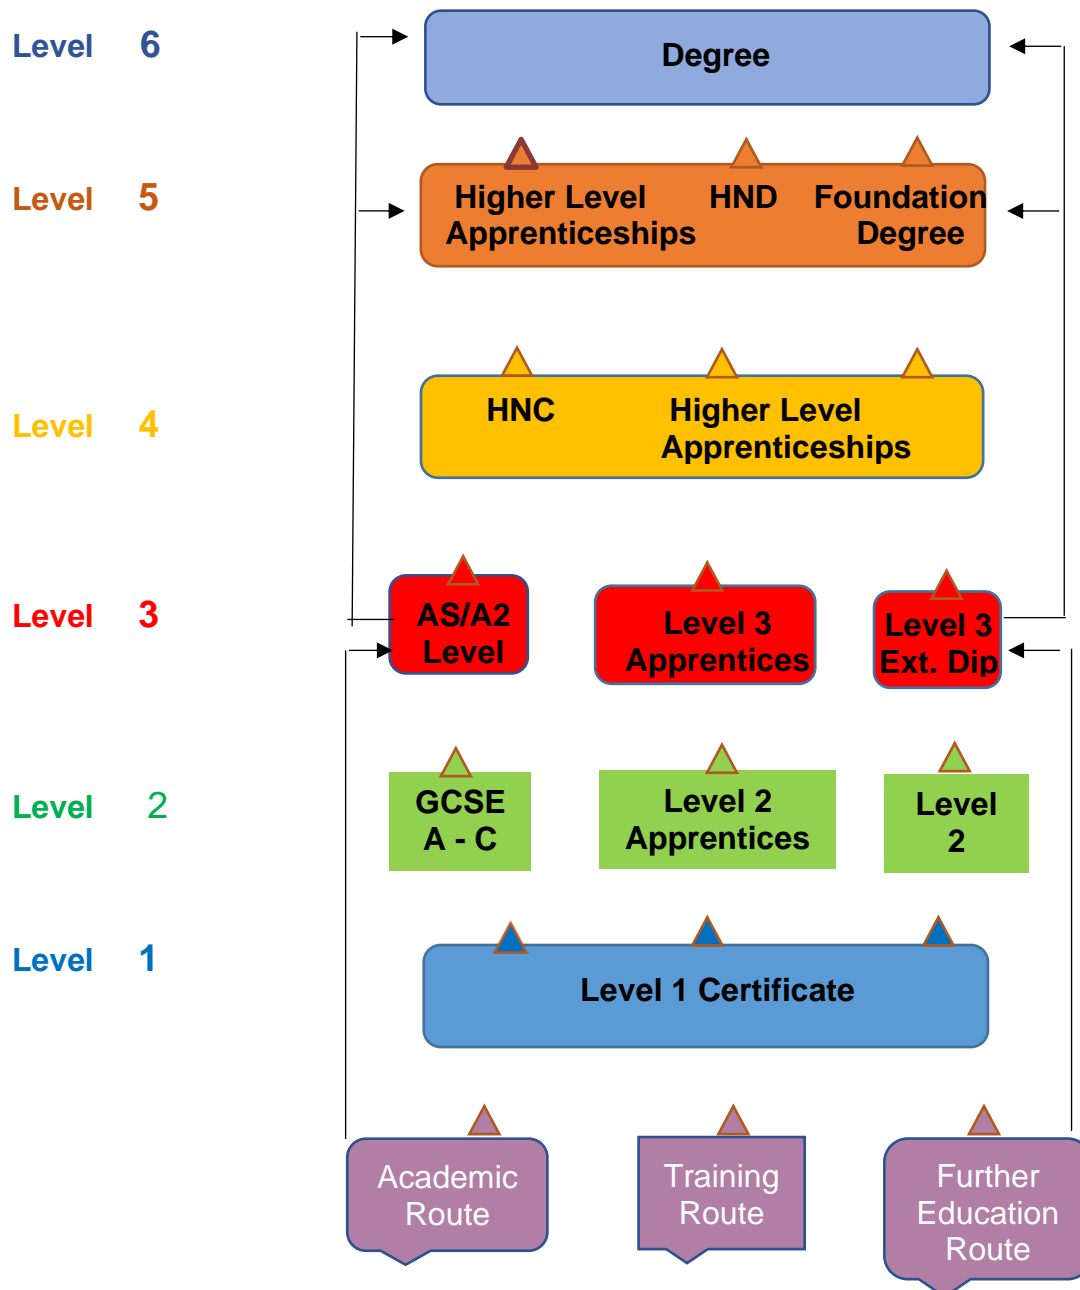 Level 6
Degree
Level 5
Higher Level HND Foundation
Apprenticeships Degree
Level 4
HNC Higher Level
Apprenticeships
Level 3
AS/A2
Level
Level 3
Apprentices
Level 3
Ext. Dip
Level 2
GCSE
A - C
Level 2
Apprentices
Level
2
Level 1
Level 1 Certificate
Academic
Route
Training
Route
Further
Education
Route